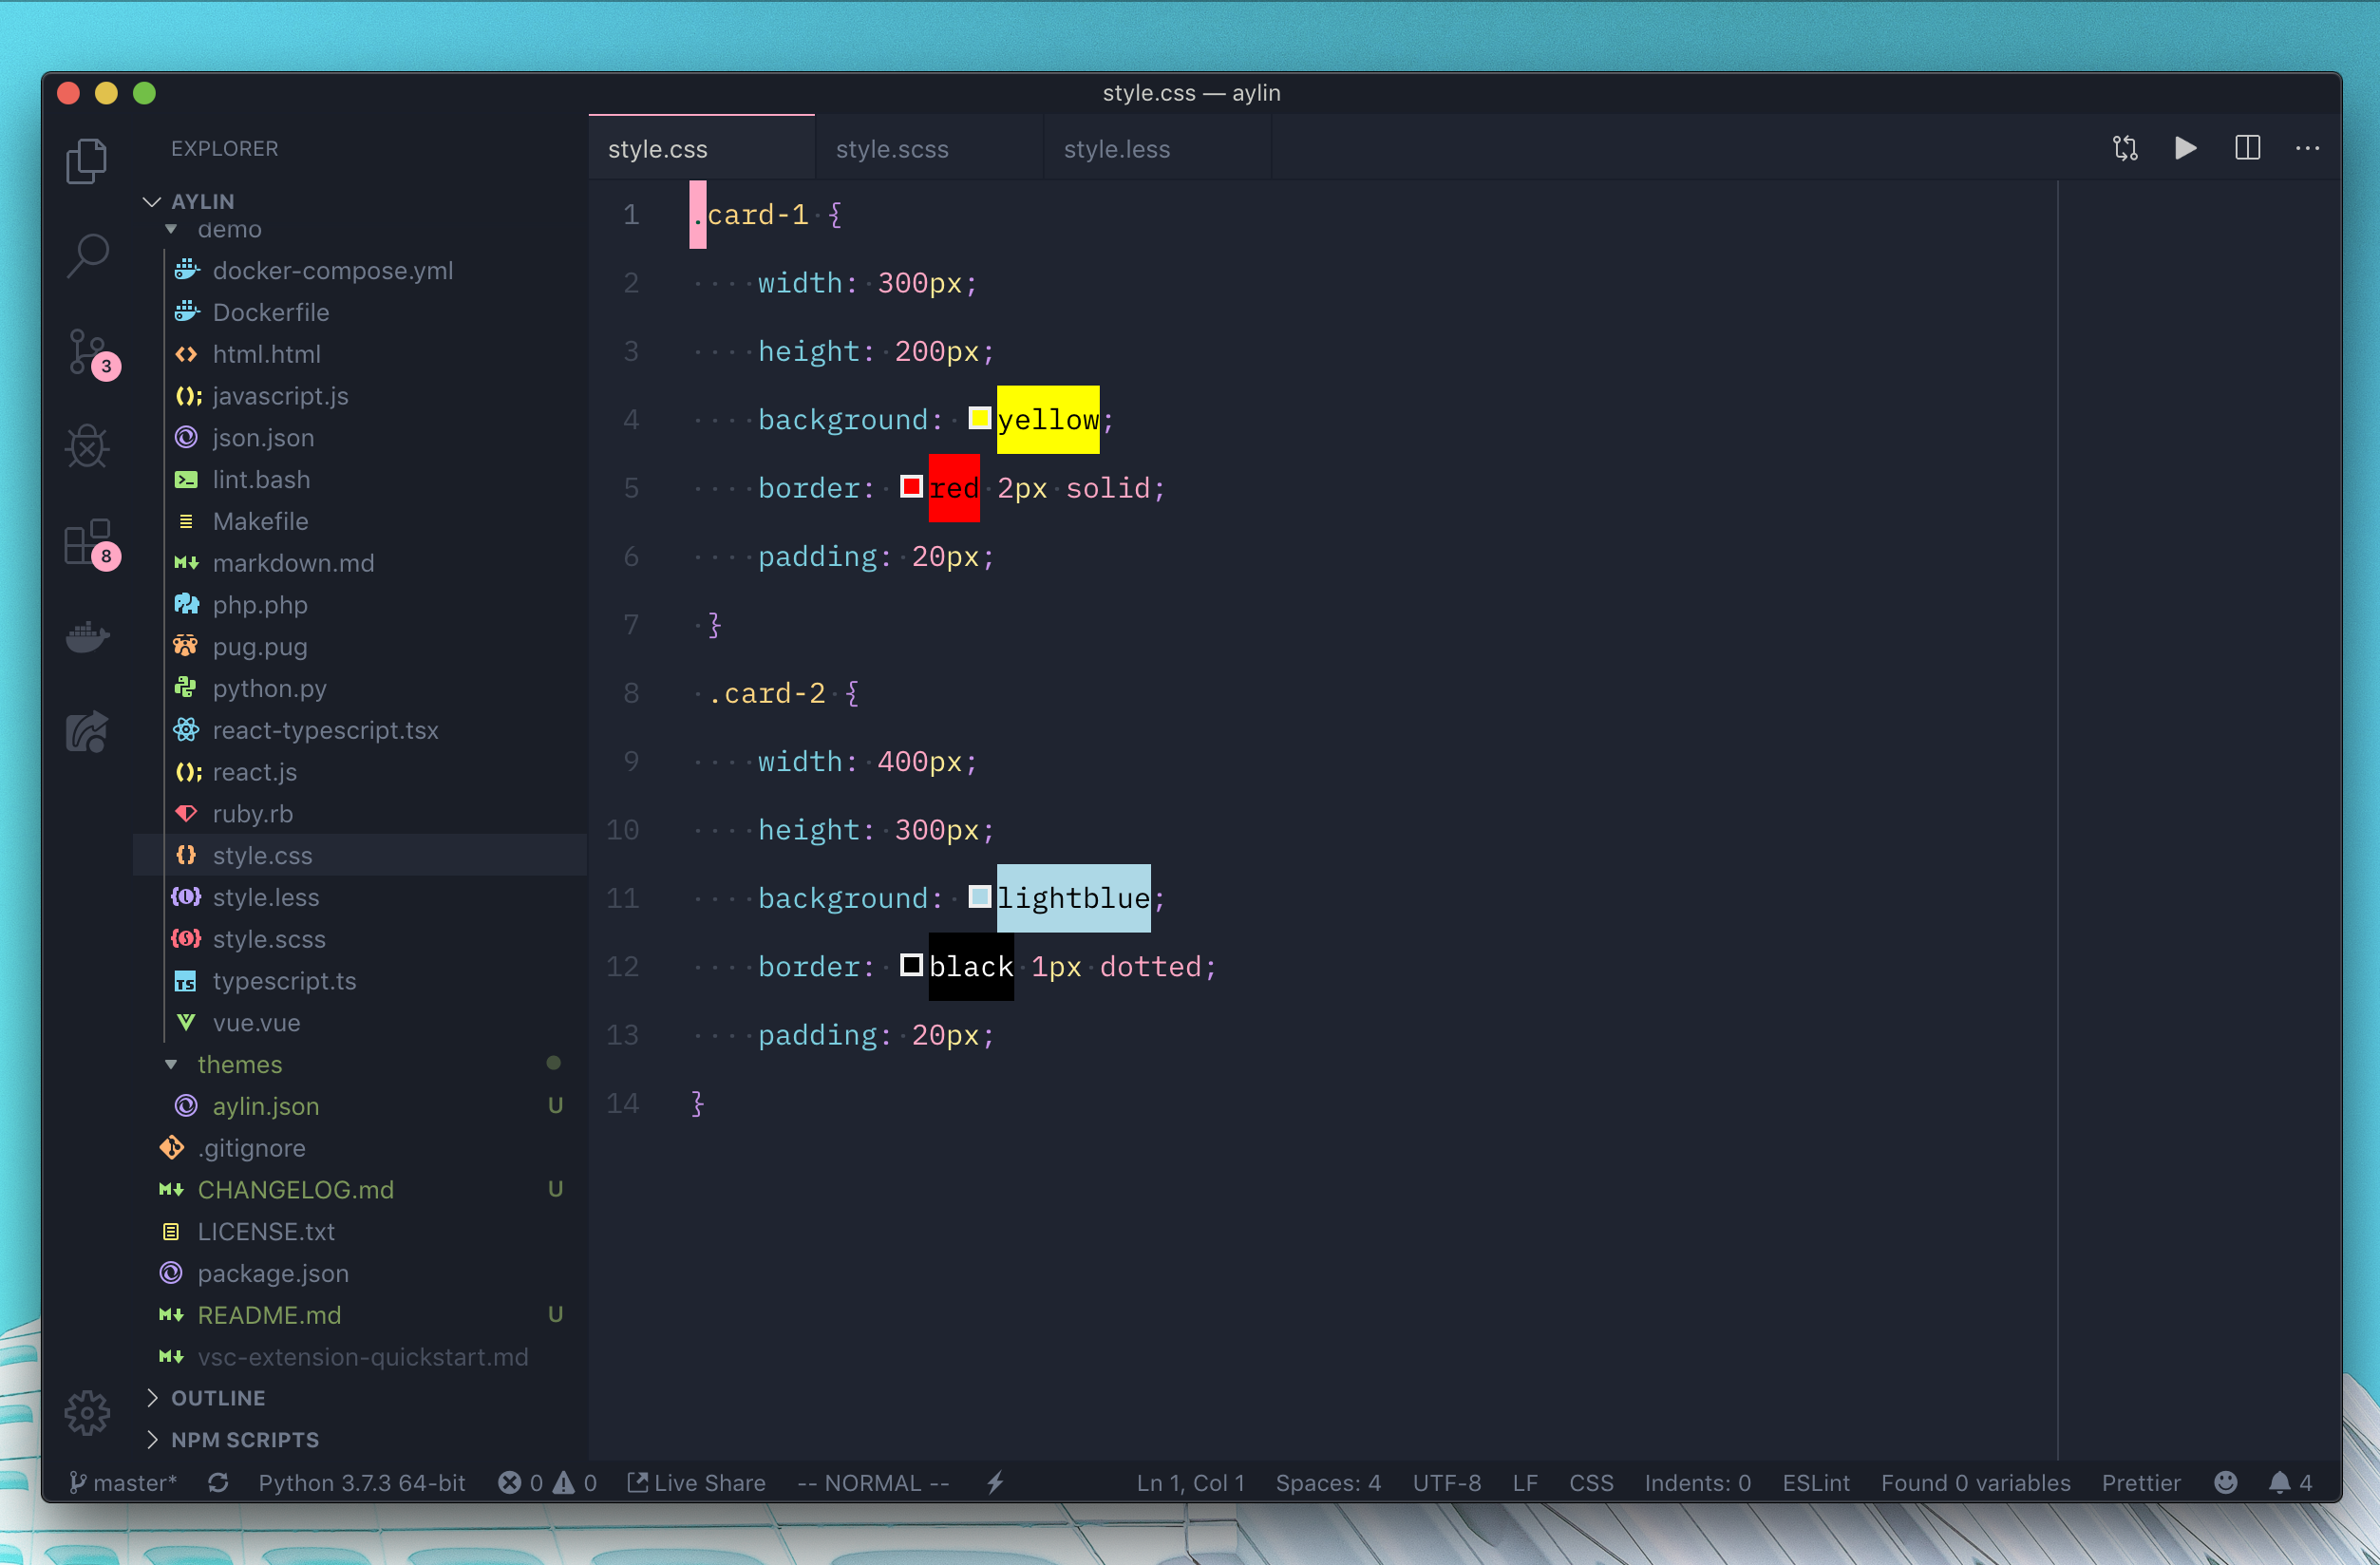 style.css — aylin
EXPLORER
AYLIN
demo
docker-compose.yml
Dockerfile
html.html
javascript.js
json.json
lint.bash
Makefile
markdown.md
php.php
pug.pug
python.py
react-typescript.tsx
react.js
ruby.rb
style.css
style.less
style.scss
typescript.ts
vue.vue
themes
aylin.json U
.gitignore
CHANGELOG.md U
LICENSE.txt
package.json
README.md U
vsc-extension-quickstart.md
OUTLINE
NPM SCRIPTS
3
8
style.css style.scss style.less
1 .card-1 {
2 width: 300px;
3 height: 200px;
4 background: yellow;
5 border: red 2px solid;
6 padding: 20px;
7 }
8 .card-2 {
9 width: 400px;
10 height: 300px;
11 background: lightblue;
12 border: black 1px dotted;
13 padding: 20px;
14 }
master* Python 3.7.3 64-bit 0 0 Live Share -- NORMAL -- Ln 1, Col 1 Spaces: 4 UTF-8 LF CSS Indents: 0 ESLint Found 0 variables Prettier 4